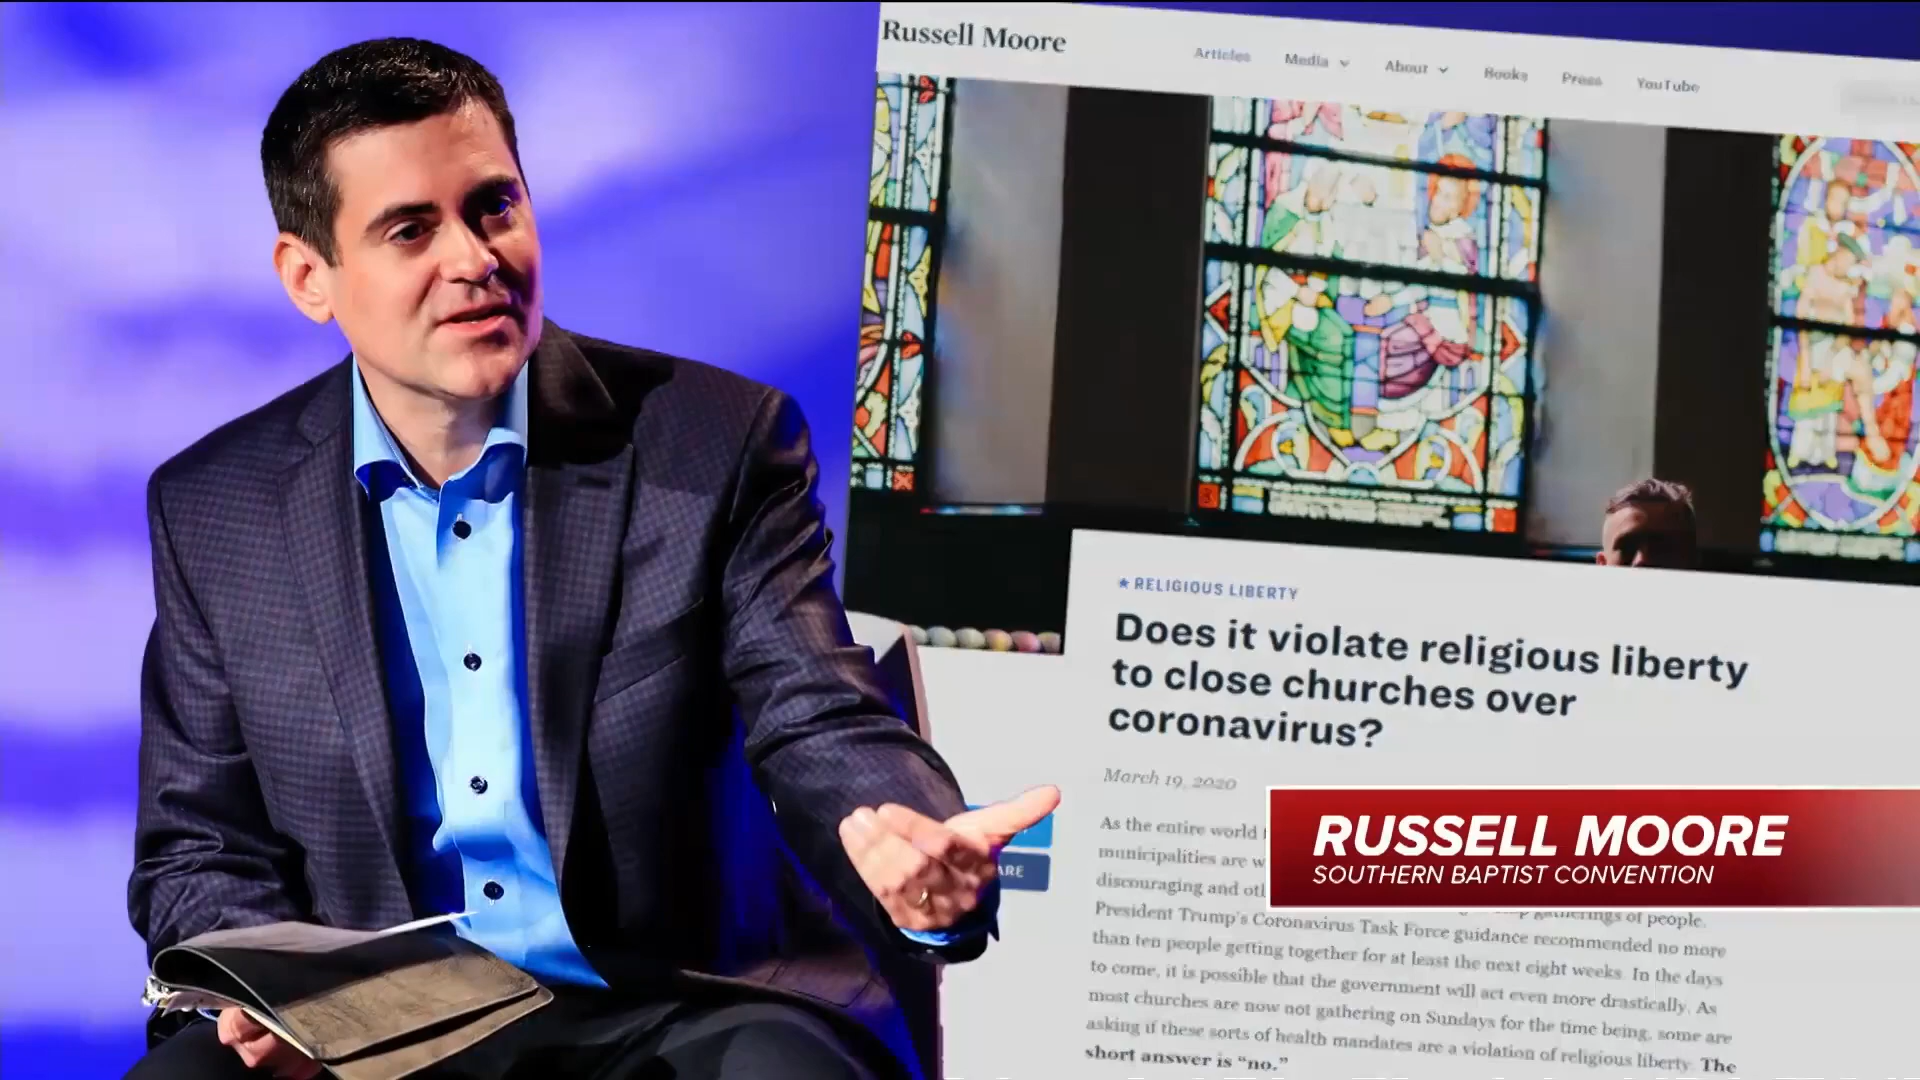 Russell Moore
Articles Media About Books Press YouTube
RELIGIOUS LIBERTY
Does it violate religious liberty
to close churches over
coronavirus?
March 19, 2020
As the entire world
municipalities are w
discouraging and ot
gatherings of people.
President Trump's Coronavirus Task Force guidance recommended no more
than ten people getting together for at least the next eight weeks. In the days
to come, it is possible that the government will act even more drastically. As
most churches are now not gathering on Sundays for the time being, some are
asking if these sorts of health mandates are a violation of religious liberty. The
short answer is “no.”
ARE
RUSSELL MOORE
SOUTHERN BAPTIST CONVENTION